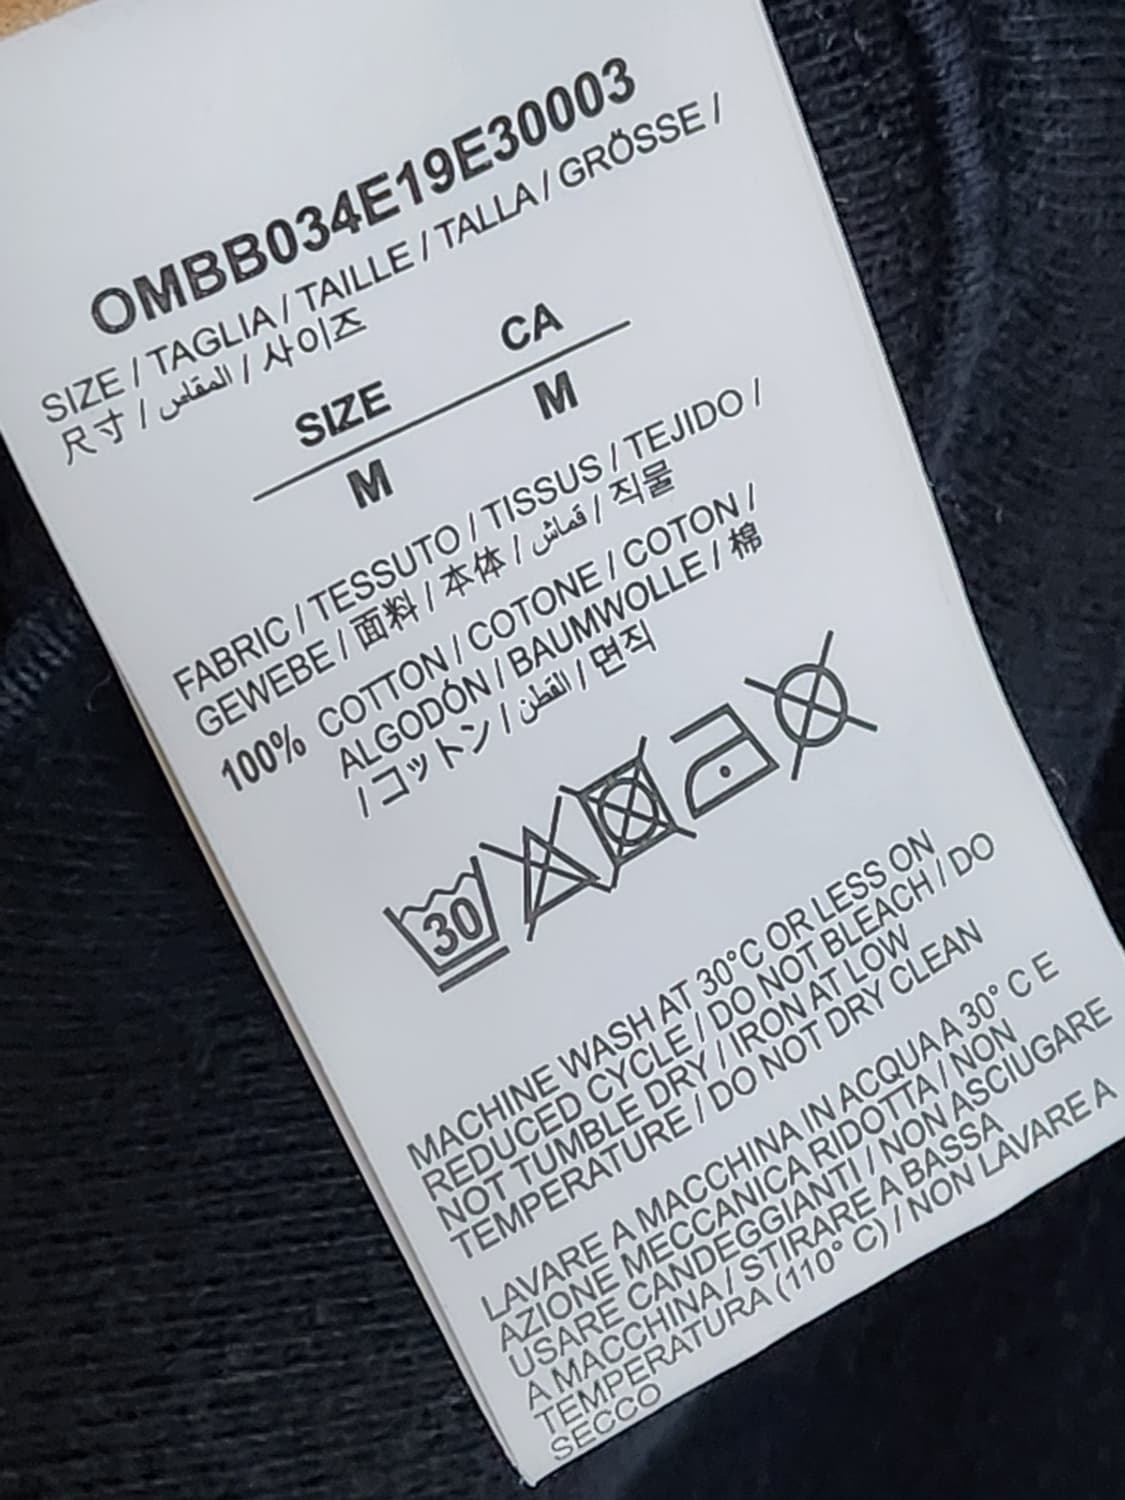 OMBB034E19E30003
SIZE / TAGLIA / TAILLE / TALLA / GRÖSSE /
尺寸 / المقاس / 사이즈
SIZE CA
M M
FABRIC / TESSUTO / TISSUS / TEJIDO /
GEWEBE / 面料 / 本体 / قماش / 직물
100% COTTON / COTONE / COTON /
ALGODÓN / BAUMWOLLE / 棉
/ コットン / القطن / 면직
30
MACHINE WASH AT 30°C OR LESS ON
REDUCED CYCLE / DO NOT BLEACH / DO
NOT TUMBLE DRY / IRON AT LOW
TEMPERATURE / DO NOT DRY CLEAN
LAVARE A MACCHINA IN ACQUA A 30° C E
AZIONE MECCANICA RIDOTTA / NON
USARE CANDEGGIANTI / NON ASCIUGARE
A MACCHINA / STIRARE A BASSA
TEMPERATURA (110° C) / NON LAVARE A
SECCO